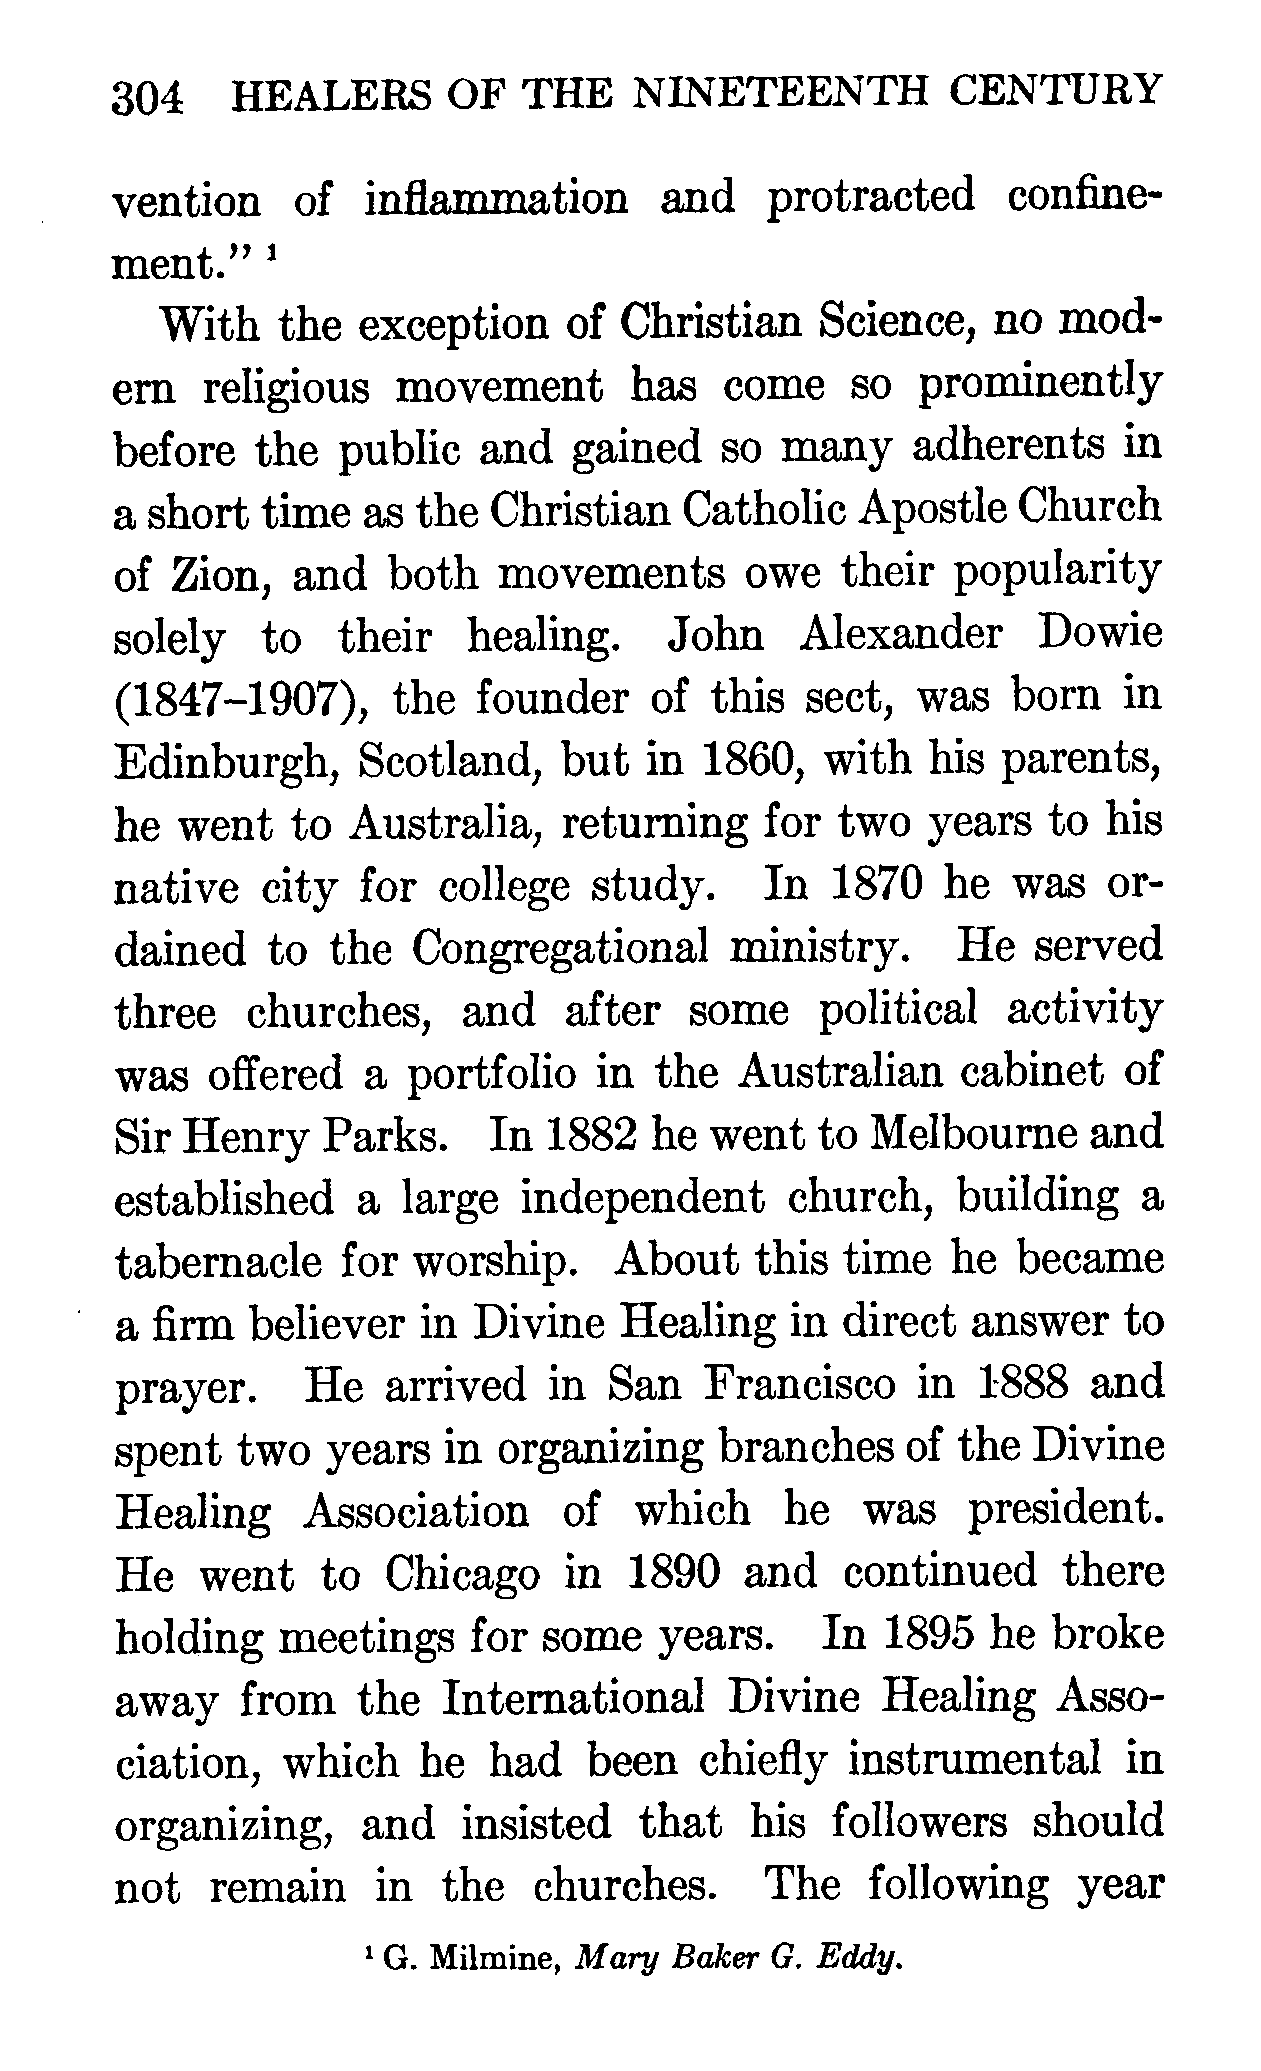 304 HEALERS OF THE NINETEENTH CENTURY
vention of inflammation and protracted confine-
ment." ¹
With the exception of Christian Science, no mod-
ern religious movement has come so prominently
before the public and gained so many adherents in
a short time as the Christian Catholic Apostle Church
of Zion, and both movements owe their popularity
solely to their healing. John Alexander Dowie
(1847–1907), the founder of this sect, was born in
Edinburgh, Scotland, but in 1860, with his parents,
he went to Australia, returning for two years to his
native city for college study. In 1870 he was or-
dained to the Congregational ministry. He served
three churches, and after some political activity
was offered a portfolio in the Australian cabinet of
Sir Henry Parks. In 1882 he went to Melbourne and
established a large independent church, building a
tabernacle for worship. About this time he became
a firm believer in Divine Healing in direct answer to
prayer. He arrived in San Francisco in 1888 and
spent two years in organizing branches of the Divine
Healing Association of which he was president.
He went to Chicago in 1890 and continued there
holding meetings for some years. In 1895 he broke
away from the International Divine Healing Asso-
ciation, which he had been chiefly instrumental in
organizing, and insisted that his followers should
not remain in the churches. The following year
¹ G. Milmine, Mary Baker G. Eddy.